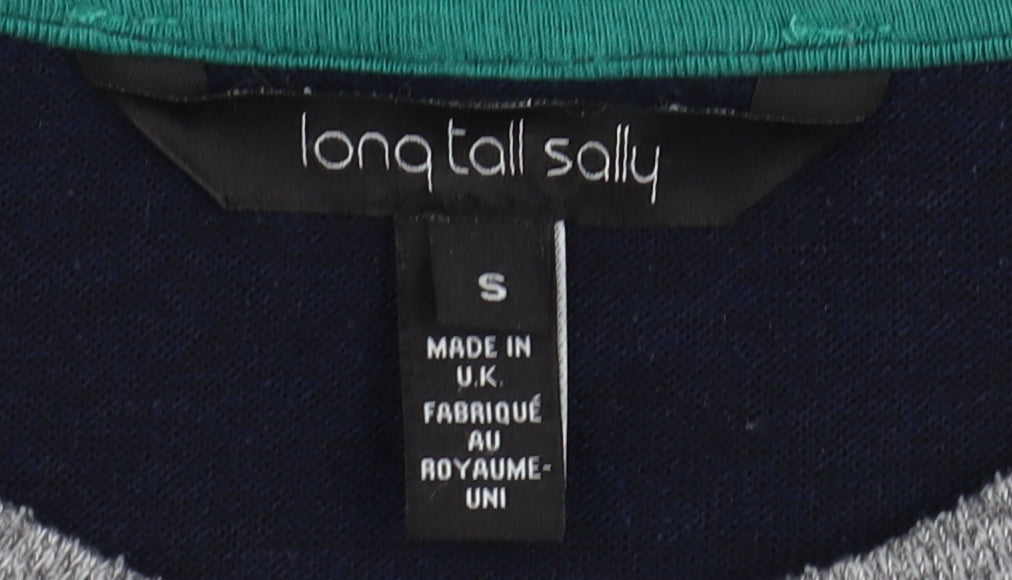 long tall sally
S
MADE IN
U.K.
FABRIQUÉ
AU
ROYAUME-
UNI